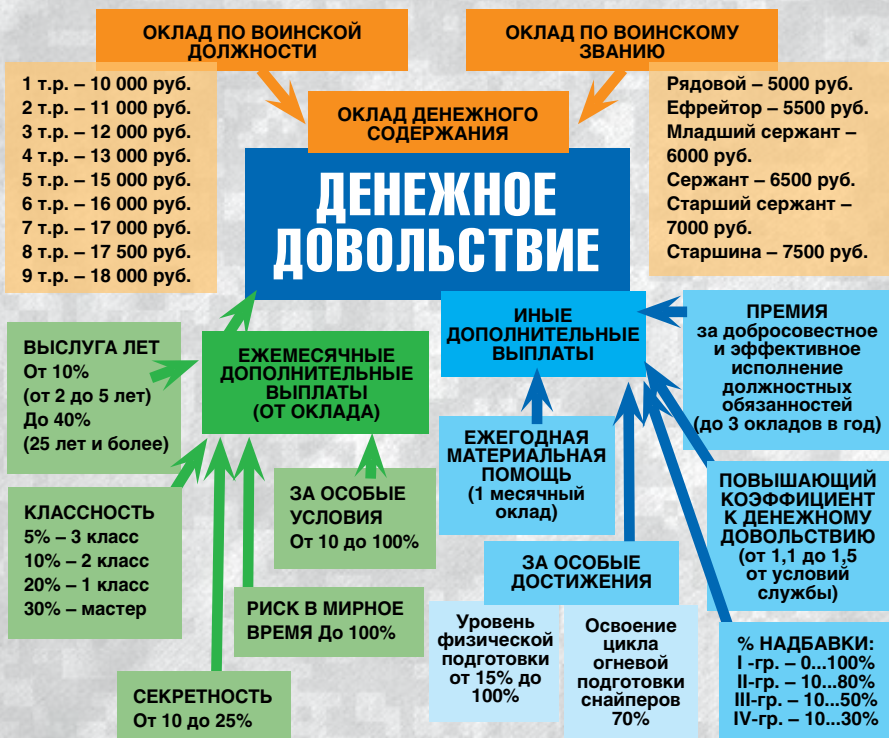 ОКЛАД ПО ВОИНСКОЙ
ДОЛЖНОСТИ
ОКЛАД ПО ВОИНСКОМУ
ЗВАНИЮ
1 т.р. – 10 000 руб.
2 т.р. – 11 000 руб.
3 т.р. – 12 000 руб.
4 т.р. – 13 000 руб.
5 т.р. – 15 000 руб.
6 т.р. – 16 000 руб.
7 т.р. – 17 000 руб.
8 т.р. – 17 500 руб.
9 т.р. – 18 000 руб.
ОКЛАД ДЕНЕЖНОГО
СОДЕРЖАНИЯ
Рядовой – 5000 руб.
Ефрейтор – 5500 руб.
Младший сержант –
6000 руб.
Сержант – 6500 руб.
Старший сержант –
7000 руб.
Старшина – 7500 руб.
ДЕНЕЖНОЕ
ДОВОЛЬСТВИЕ
ВЫСЛУГА ЛЕТ
От 10%
(от 2 до 5 лет)
До 40%
(25 лет и более)
ЕЖЕМЕСЯЧНЫЕ
ДОПОЛНИТЕЛЬНЫЕ
ВЫПЛАТЫ
(ОТ ОКЛАДА)
ИНЫЕ
ДОПОЛНИТЕЛЬНЫЕ
ВЫПЛАТЫ
ПРЕМИЯ
за добросовестное
и эффективное
исполнение
должностных
обязанностей
(до 3 окладов в год)
КЛАССНОСТЬ
5% – 3 класс
10% – 2 класс
20% – 1 класс
30% – мастер
ЗА ОСОБЫЕ
УСЛОВИЯ
От 10 до 100%
ЕЖЕГОДНАЯ
МАТЕРИАЛЬНАЯ
ПОМОЩЬ
(1 месячный
оклад)
ПОВЫШАЮЩИЙ
КОЭФФИЦИЕНТ
К ДЕНЕЖНОМУ
ДОВОЛЬСТВИЮ
(от 1,1 до 1,5
от условий
службы)
РИСК В МИРНОЕ
ВРЕМЯ До 100%
ЗА ОСОБЫЕ
ДОСТИЖЕНИЯ
Уровень
физической
подготовки
от 15% до
100%
Освоение
цикла
огневой
подготовки
снайперов
70%
СЕКРЕТНОСТЬ
От 10 до 25%
% НАДБАВКИ:
I -гр. – 0...100%
II-гр. – 10...80%
III-гр. – 10...50%
IV-гр. – 10...30%